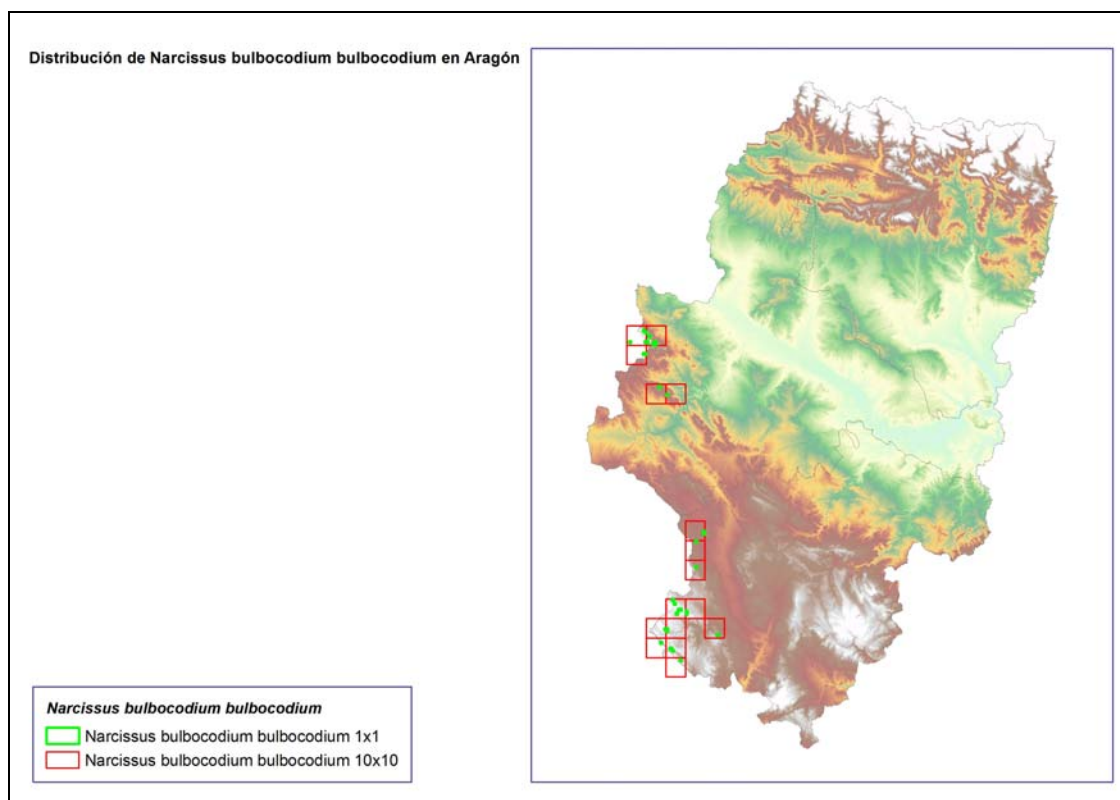 Distribución de Narcissus bulbocodium bulbocodium en Aragón
Narcissus bulbocodium bulbocodium
Narcissus bulbocodium bulbocodium 1x1
Narcissus bulbocodium bulbocodium 10x10